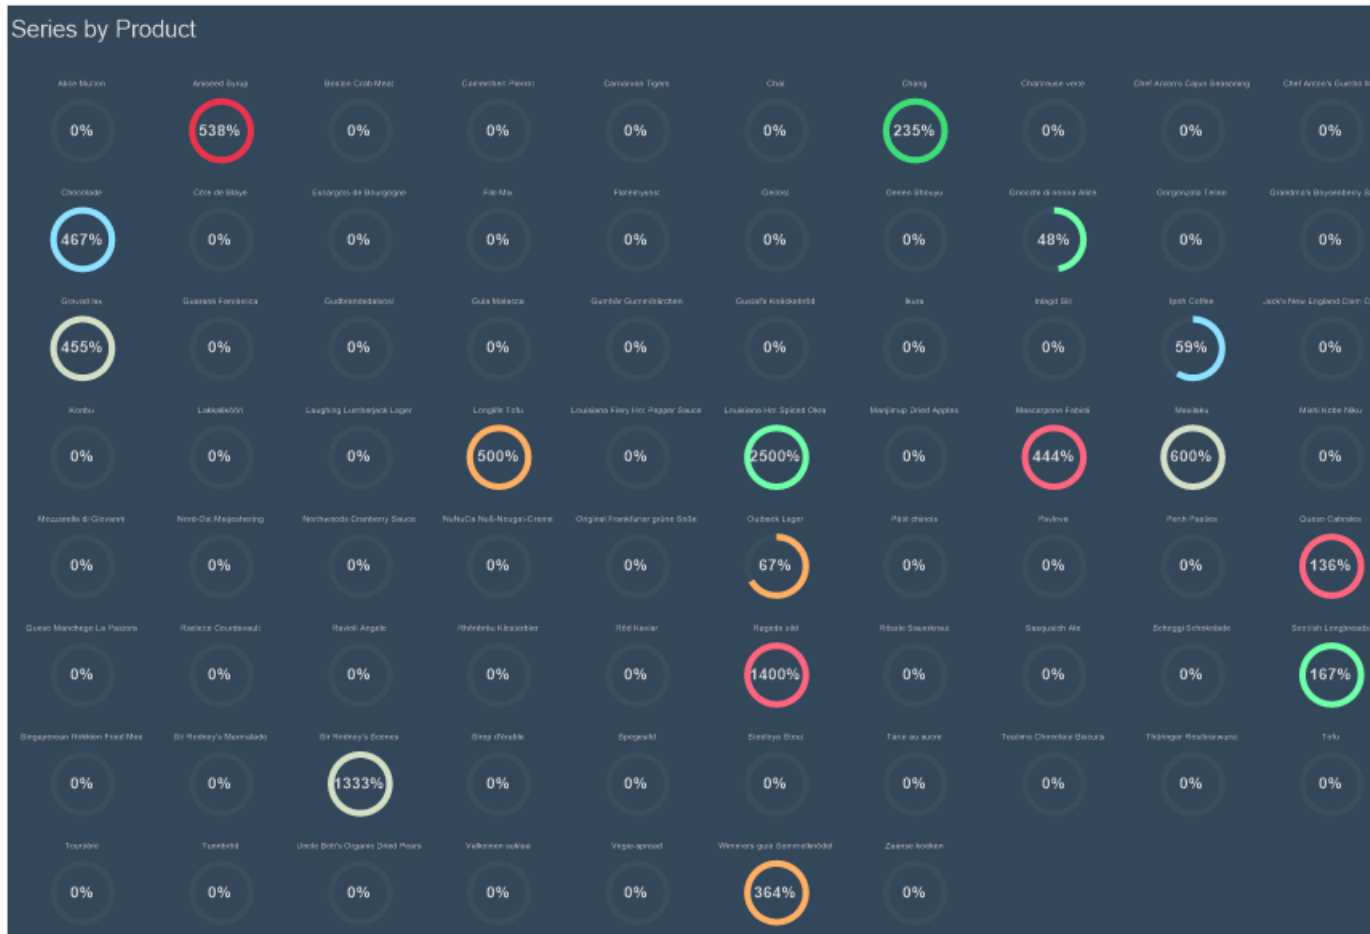 Series by Product
Alice Mutton Aniseed Syrup Boston Crab Meat Camembert Pierrot Carnarvon Tigers Chai Chang Chartreuse verte Chef Anton's Cajun Seasoning Chef Anton's Gumbo
0% 538% 0% 0% 0% 0% 235% 0% 0% 0%
Chocolade Côte de Blaye Escargots de Bourgogne Filo Mix Fløtemysost Geitost Genen Shouyu Gnocchi di nonna Alice Gorgonzola Telino Grandma's Boysenberry
467% 0% 0% 0% 0% 0% 0% 48% 0% 0%
Gravad lax Guaraná Fantástica Gudbrandsdalsost Gula Malacca Gumbär Gummibärchen Gustaf's Knäckebröd Ikura Inlagd Sill Ipoh Coffee Jack's New England Clam C
455% 0% 0% 0% 0% 0% 0% 0% 59% 0%
Konbu Lakkalikööri Laughing Lumberjack Lager Longlife Tofu Louisiana Fiery Hot Pepper Sauce Louisiana Hot Spiced Okra Manjimup Dried Apples Mascarpone Fabioli Maxilaku Mishi Kobe Niku
0% 0% 0% 500% 0% 2500% 0% 444% 600% 0%
Mozzarella di Giovanni Nord-Ost Matjeshering Northwoods Cranberry Sauce NuNuCa Nuß-Nougat-Creme Original Frankfurter grüne Soße Outback Lager Pâté chinois Pavlova Perth Pasties Queso Cabrales
0% 0% 0% 0% 0% 67% 0% 0% 0% 136%
Queso Manchego La Pastora Raclette Courdavault Ravioli Angelo Rhönbräu Klosterbier Röd Kaviar Røgede sild Rössle Sauerkraut Sasquatch Ale Schoggi Schokolade Scottish Longbreads
0% 0% 0% 0% 0% 1400% 0% 0% 0% 167%
Singaporean Hokkien Fried Mee Sir Rodney's Marmalade Sir Rodney's Scones Sirop d'érable Spegesild Steeleye Stout Tarte au sucre Teatime Chocolate Biscuits Thüringer Rostbratwurst Tofu
0% 0% 1333% 0% 0% 0% 0% 0% 0% 0%
Tourtière Tunnbröd Uncle Bob's Organic Dried Pears Valkoinen suklaa Vegie-spread Wimmers gute Semmelknödel Zaanse koeken
0% 0% 0% 0% 0% 364% 0%